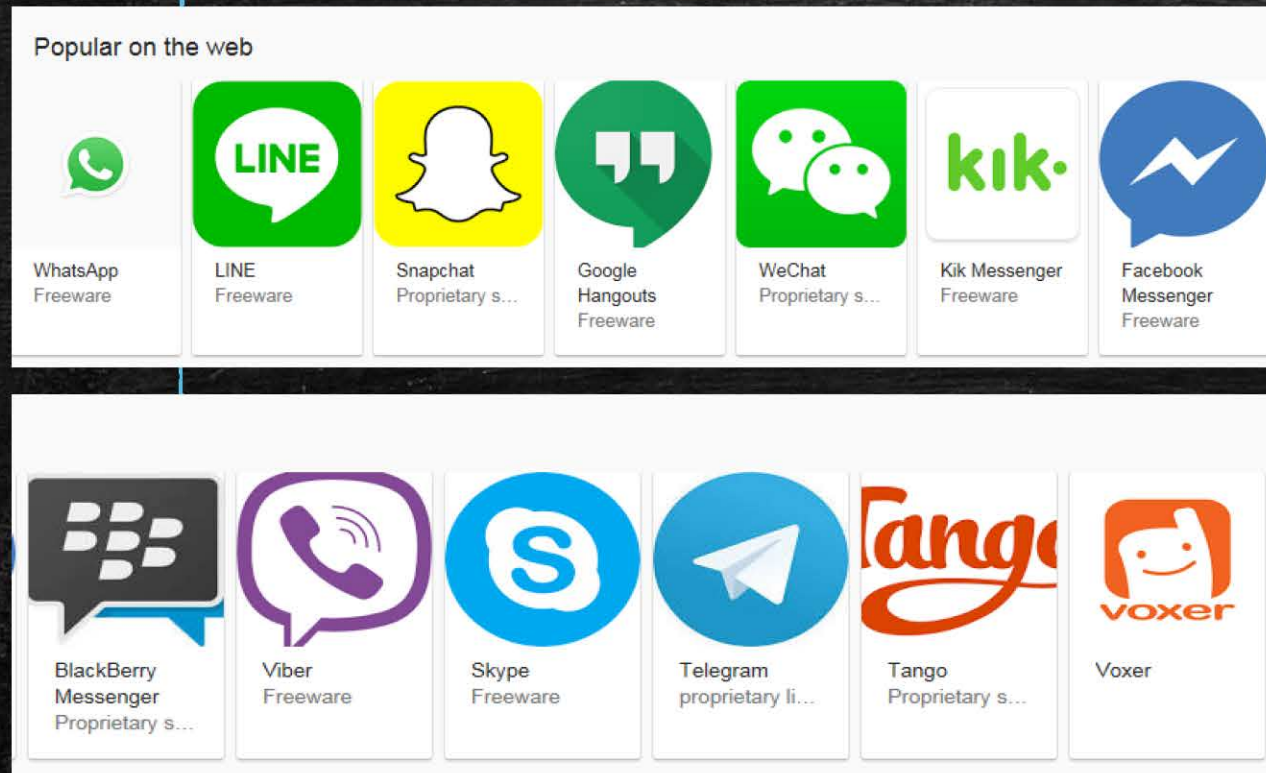 Popular on the web
LINE
kik·
WhatsApp
Freeware
LINE
Freeware
Snapchat
Proprietary s...
Google
Hangouts
Freeware
WeChat
Proprietary s...
Kik Messenger
Freeware
Facebook
Messenger
Freeware
S
Tango
voxer
BlackBerry
Messenger
Proprietary s...
Viber
Freeware
Skype
Freeware
Telegram
proprietary li...
Tango
Proprietary s...
Voxer